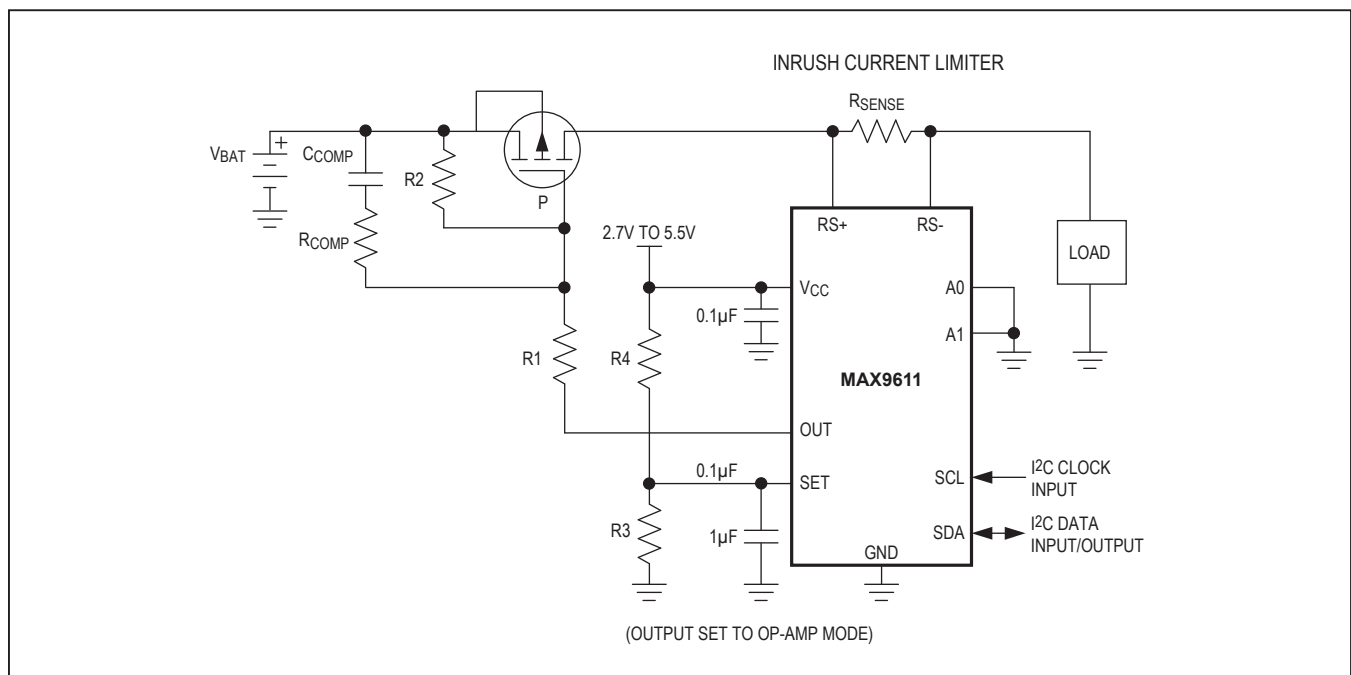 INRUSH CURRENT LIMITER
RSENSE
VBAT
+
CCOMP
R2
P
RCOMP
2.7V TO 5.5V
RS+
RS-
LOAD
VCC
A0
0.1µF
A1
R1
R4
MAX9611
OUT
0.1µF
SET
SCL
I2C CLOCK
INPUT
R3
1µF
SDA
I2C DATA
INPUT/OUTPUT
GND
(OUTPUT SET TO OP-AMP MODE)